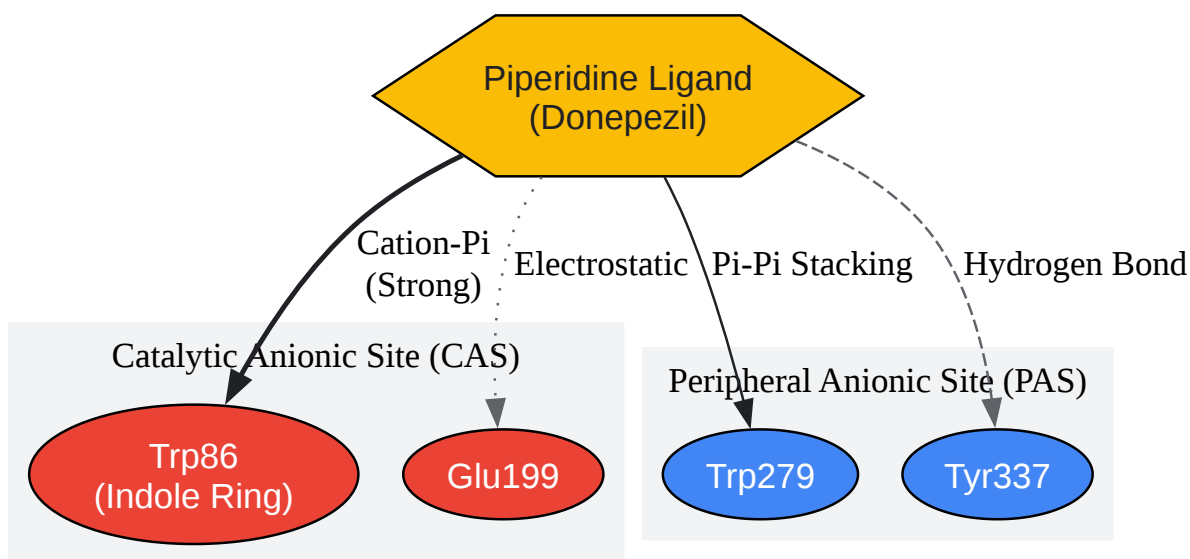 Piperidine Ligand
(Donepezil)
Cation-Pi
(Strong)
Electrostatic
Pi-Pi Stacking
Hydrogen Bond
Catalytic Anionic Site (CAS)
Peripheral Anionic Site (PAS)
Trp86
(Indole Ring)
Glu199
Trp279
Tyr337